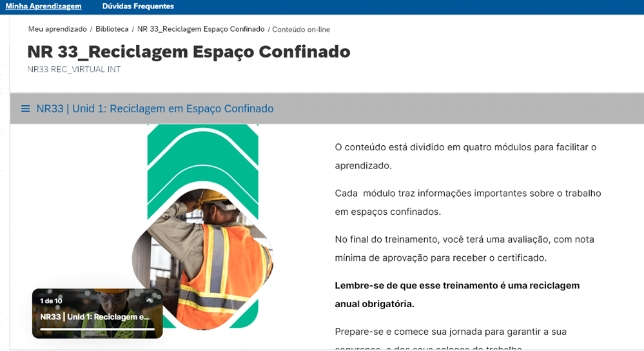 Minha Aprendizagem Dúvidas Frequentes
Meu aprendizado / Biblioteca / NR 33_Reciclagem Espaço Confinado / Conteúdo on-line
NR 33_Reciclagem Espaço Confinado
NR33 REC_VIRTUAL INT
NR33 | Unid 1: Reciclagem em Espaço Confinado
O conteúdo está dividido em quatro módulos para facilitar o
aprendizado.
Cada módulo traz informações importantes sobre o trabalho
em espaços confinados.
No final do treinamento, você terá uma avaliação, com nota
mínima de aprovação para receber o certificado.
Lembre-se de que esse treinamento é uma reciclagem
anual obrigatória.
Prepare-se e comece sua jornada para garantir a sua
1 de 10
NR33 | Unid 1: Reciclagem e...